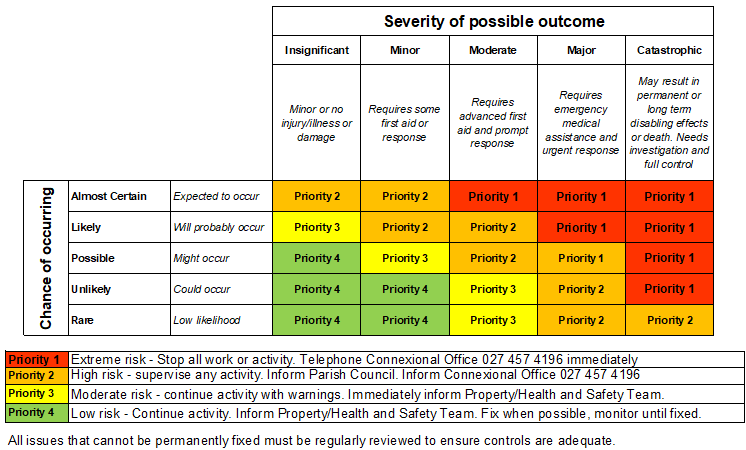 Severity of possible outcome
Insignificant Minor Moderate Major Catastrophic
Minor or no injury/illness or damage
Requires some first aid or response
Requires advanced first aid and prompt response
Requires emergency medical assistance and urgent response
May result in permanent or long term disabling effects or death. Needs investigation and full control
Chance of occurring
Almost Certain Expected to occur Priority 2 Priority 2 Priority 1 Priority 1 Priority 1
Likely Will probably occur Priority 3 Priority 2 Priority 2 Priority 1 Priority 1
Possible Might occur Priority 4 Priority 3 Priority 2 Priority 1 Priority 1
Unlikely Could occur Priority 4 Priority 4 Priority 3 Priority 2 Priority 1
Rare Low likelihood Priority 4 Priority 4 Priority 3 Priority 2 Priority 2
Priority 1 Extreme risk - Stop all work or activity. Telephone Connexional Office 027 457 4196 immediately
Priority 2 High risk - supervise any activity. Inform Parish Council. Inform Connexional Office 027 457 4196
Priority 3 Moderate risk - continue activity with warnings. Immediately inform Property/Health and Safety Team.
Priority 4 Low risk - Continue activity. Inform Property/Health and Safety Team. Fix when possible, monitor until fixed.
All issues that cannot be permanently fixed must be regularly reviewed to ensure controls are adequate.